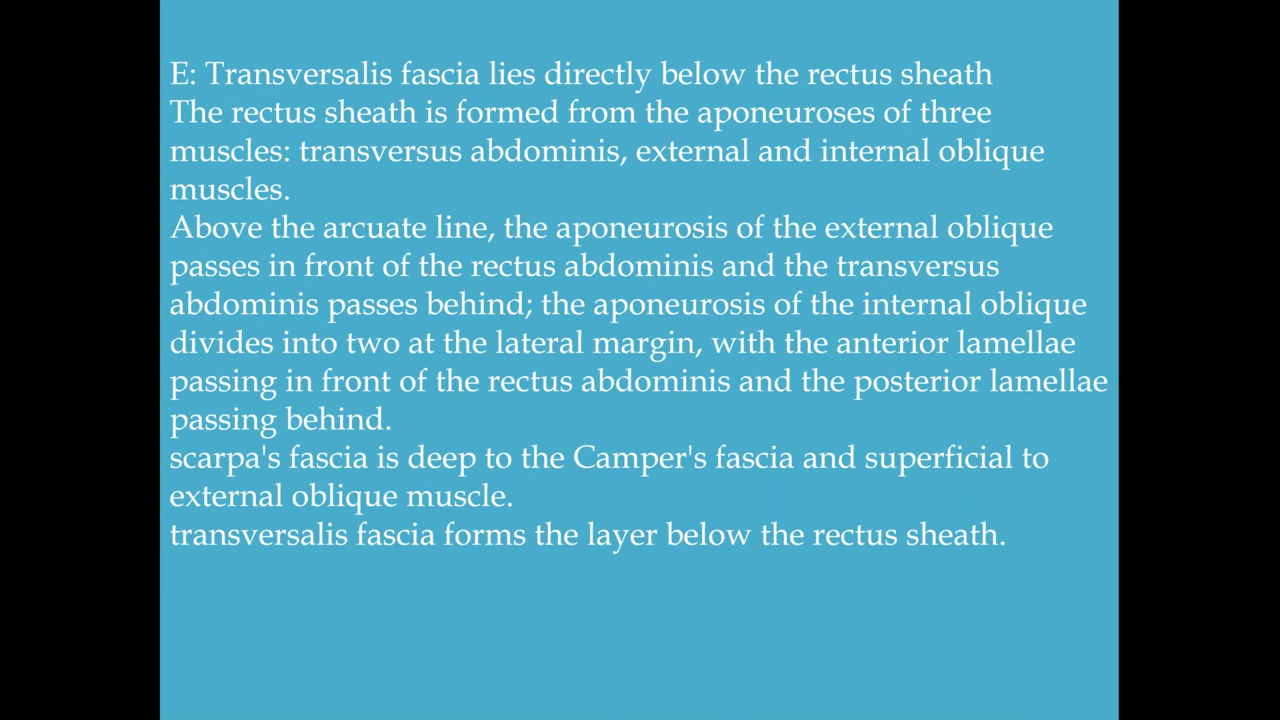 E: Transversalis fascia lies directly below the rectus sheath
The rectus sheath is formed from the aponeuroses of three
muscles: transversus abdominis, external and internal oblique
muscles.
Above the arcuate line, the aponeurosis of the external oblique
passes in front of the rectus abdominis and the transversus
abdominis passes behind; the aponeurosis of the internal oblique
divides into two at the lateral margin, with the anterior lamellae
passing in front of the rectus abdominis and the posterior lamellae
passing behind.
scarpa's fascia is deep to the Camper's fascia and superficial to
external oblique muscle.
transversalis fascia forms the layer below the rectus sheath.